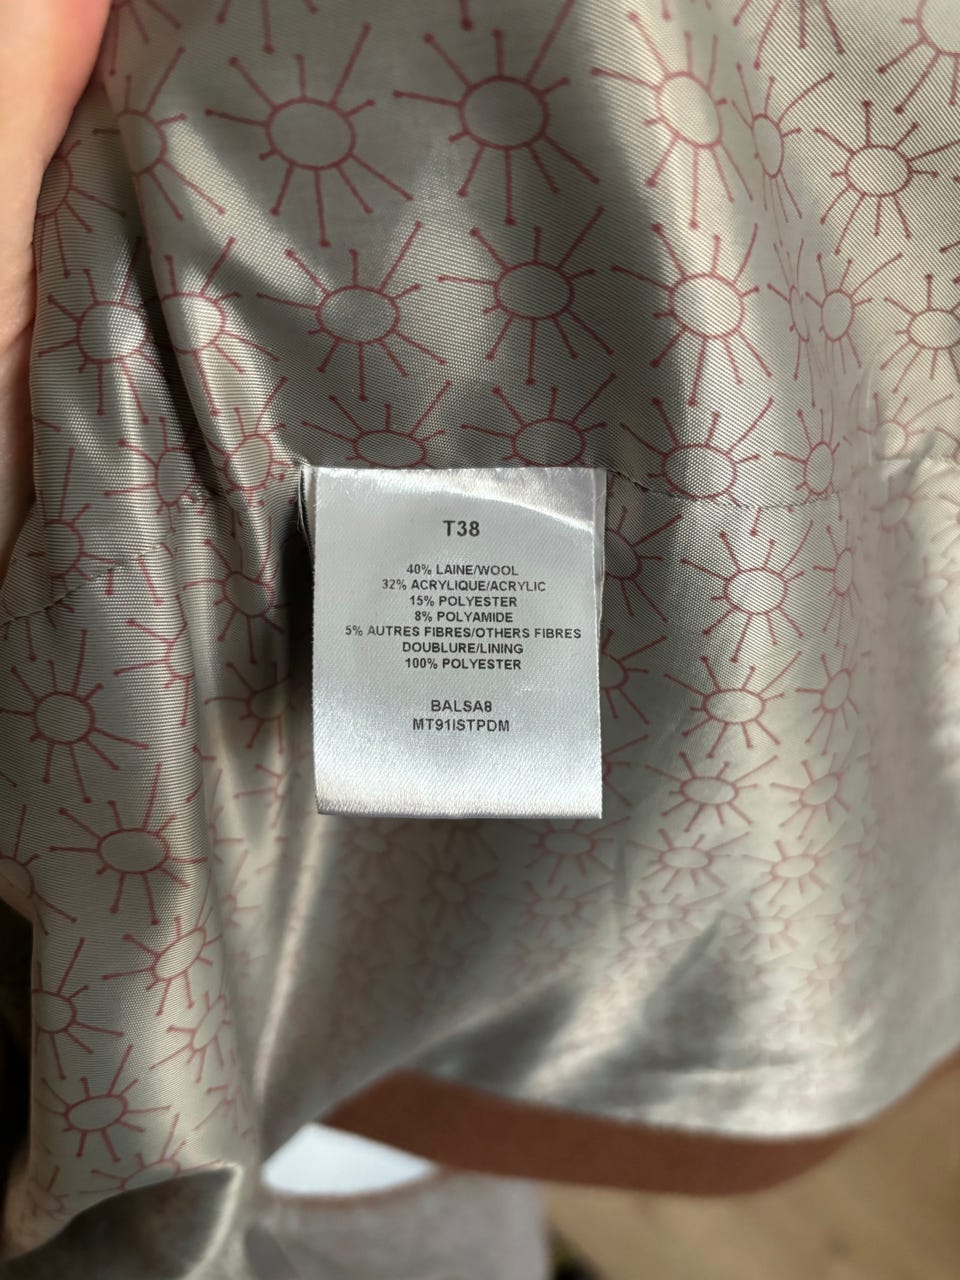 T38
40% LAINE/WOOL
32% ACRYLIQUE/ACRYLIC
15% POLYESTER
8% POLYAMIDE
5% AUTRES FIBRES/OTHERS FIBRES
DOUBLURE/LINING
100% POLYESTER
BALSA8
MT91ISTPDM